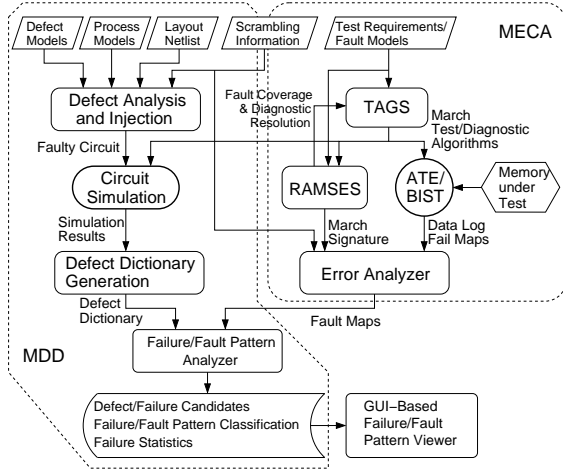 Defect
Models
Process
Models
Layout
Netlist
Scrambling
Information
Test Requirements/
Fault Models
MECA
Defect Analysis
and Injection
Fault Coverage
& Diagnostic
Resolution
TAGS
March
Test/Diagnostic
Algorithms
Faulty Circuit
Circuit
Simulation
RAMSES
ATE/
BIST
Memory
under
Test
Simulation
Results
March
Signature
Data Log
Fail Maps
Defect Dictionary
Generation
Error Analyzer
Defect
Dictionary
Fault Maps
MDD
Failure/Fault Pattern
Analyzer
Defect/Failure Candidates
Failure/Fault Pattern Classification
Failure Statistics
GUI–Based
Failure/Fault
Pattern Viewer